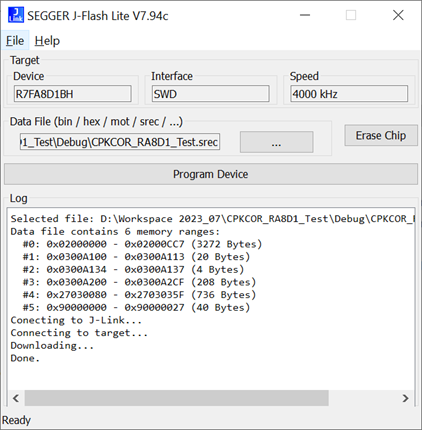 SEGGER J-Flash Lite V7.94c
File Help
Target
Device Interface Speed
R7FA8D1BH SWD 4000 kHz
Data File (bin / hex / mot / srec / ...)
D1_Test\Debug\CPKCOR_RA8D1_Test.srec ... Erase Chip
Program Device
Log
Selected file: D:\Workspace 2023_07\CPKCOR_RA8D1_Test\Debug\CPKCOR_F
Data file contains 6 memory ranges:
#0: 0x02000000 - 0x02000CC7 (3272 Bytes)
#1: 0x0300A100 - 0x0300A113 (20 Bytes)
#2: 0x0300A134 - 0x0300A137 (4 Bytes)
#3: 0x0300A200 - 0x0300A2CF (208 Bytes)
#4: 0x27030080 - 0x2703035F (736 Bytes)
#5: 0x90000000 - 0x90000027 (40 Bytes)
Conecting to J-Link...
Connecting to target...
Downloading...
Done.
Ready